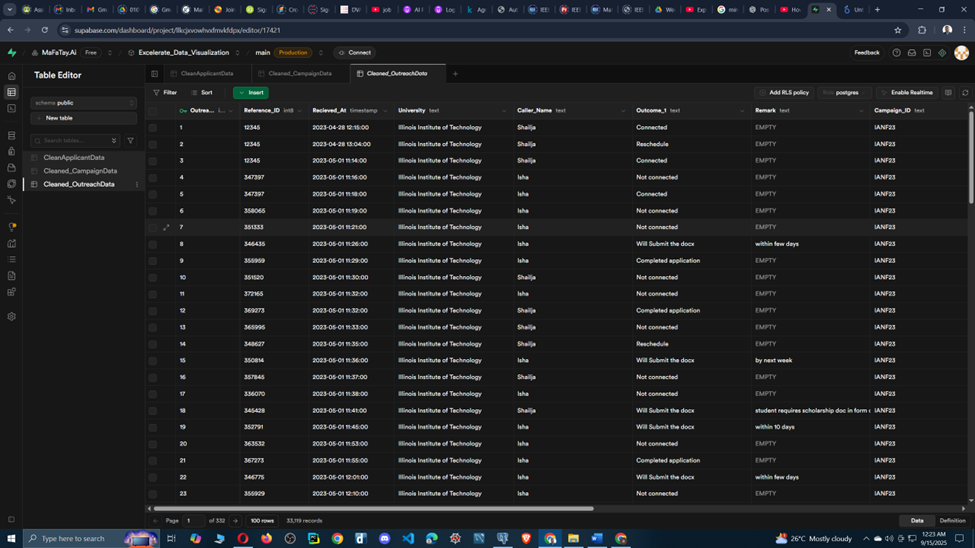 Inb
Gm
DTE
Gm
Ma
Join
Sig
Cre
Sig
DV
job
AI F
Log
Agr
Aut
IEEE
Ma
IEEE
We
Exp
G mi
Pos
Ho
Unt
supabase.com/dashboard/project/llkcjxvowhvxfmvkfdpx/editor/17421
MaFaTay.Ai Free Excelerate_Data_Visualization main Production Connect Feedback
Table Editor CleanApplicantData Cleaned_CampaignData Cleaned_OutreachData
Filter Sort Insert Add RLS policy postgres Enable Realtime
schema public
New table
Search tables...
CleanApplicantData
Cleaned_CampaignData
Cleaned_OutreachData
Outreac... Reference_ID int8 Recieved_At timestamp University text Caller_Name text Outcome_1 text Remark text Campaign_ID text
1 12345 2023-04-28 12:15:00 Illinois Institute of Technology Shailja Connected EMPTY IANF23
2 12345 2023-04-28 13:04:00 Illinois Institute of Technology Shailja Reschedule EMPTY IANF23
3 12345 2023-05-01 11:14:00 Illinois Institute of Technology Shailja Connected EMPTY IANF23
4 347397 2023-05-01 11:16:00 Illinois Institute of Technology Isha Not connected EMPTY IANF23
5 347397 2023-05-01 11:18:00 Illinois Institute of Technology Isha Connected EMPTY IANF23
6 358065 2023-05-01 11:19:00 Illinois Institute of Technology Isha Not connected EMPTY IANF23
7 351333 2023-05-01 11:21:00 Illinois Institute of Technology Isha Not connected EMPTY IANF23
8 346435 2023-05-01 11:26:00 Illinois Institute of Technology Isha Will Submit the docx within few days IANF23
9 355959 2023-05-01 11:29:00 Illinois Institute of Technology Isha Completed application EMPTY IANF23
10 351520 2023-05-01 11:30:00 Illinois Institute of Technology Shailja Not connected EMPTY IANF23
11 372165 2023-05-01 11:32:00 Illinois Institute of Technology Isha Not connected EMPTY IANF23
12 369273 2023-05-01 11:32:00 Illinois Institute of Technology Shailja Completed application EMPTY IANF23
13 365995 2023-05-01 11:33:00 Illinois Institute of Technology Shailja Not connected EMPTY IANF23
14 348627 2023-05-01 11:35:00 Illinois Institute of Technology Shailja Reschedule EMPTY IANF23
15 350814 2023-05-01 11:36:00 Illinois Institute of Technology Isha Will Submit the docx by next week IANF23
16 357845 2023-05-01 11:37:00 Illinois Institute of Technology Shailja Not connected EMPTY IANF23
17 336070 2023-05-01 11:38:00 Illinois Institute of Technology Isha Not connected EMPTY IANF23
18 345428 2023-05-01 11:41:00 Illinois Institute of Technology Shailja Will Submit the docx student requires scholarship doc in form o IANF23
19 352791 2023-05-01 11:45:00 Illinois Institute of Technology Isha Will Submit the docx within 10 days IANF23
20 363532 2023-05-01 11:53:00 Illinois Institute of Technology Isha Not connected EMPTY IANF23
21 367273 2023-05-01 11:55:00 Illinois Institute of Technology Isha Completed application EMPTY IANF23
22 346775 2023-05-01 12:01:00 Illinois Institute of Technology Isha Will Submit the docx within few days IANF23
23 355929 2023-05-01 12:10:00 Illinois Institute of Technology Isha Not connected EMPTY IANF23
Page 1 of 332 100 rows 33,119 records Data Definition
Type here to search 26°C Mostly cloudy 12:23 AM
9/15/2025